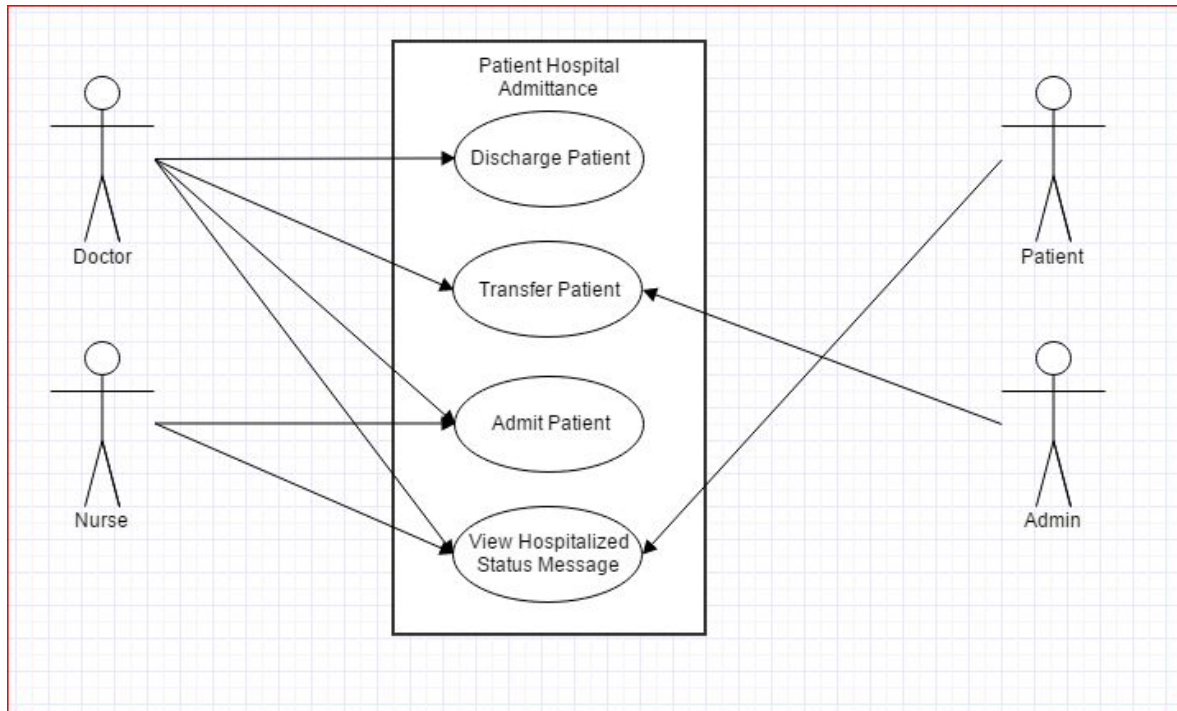 Patient Hospital
Admittance
Discharge Patient
Doctor
Patient
Transfer Patient
Admit Patient
Nurse
Admin
View Hospitalized
Status Message